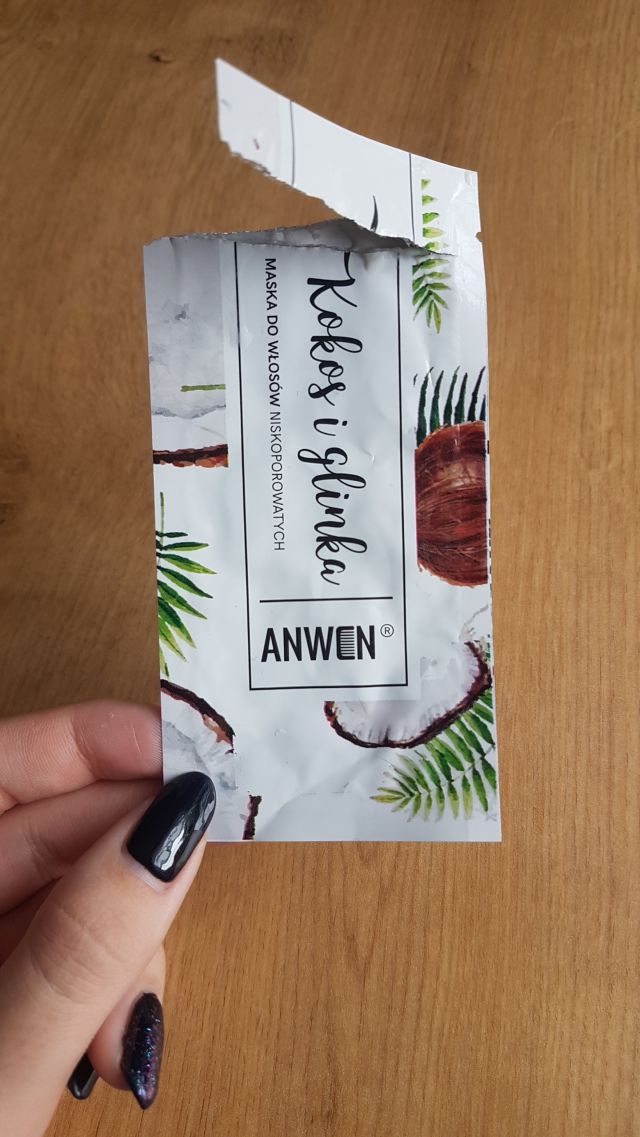 Kokos i glinka
MASKA DO WŁOSÓW NISKOPOROWATYCH
ANWEN®